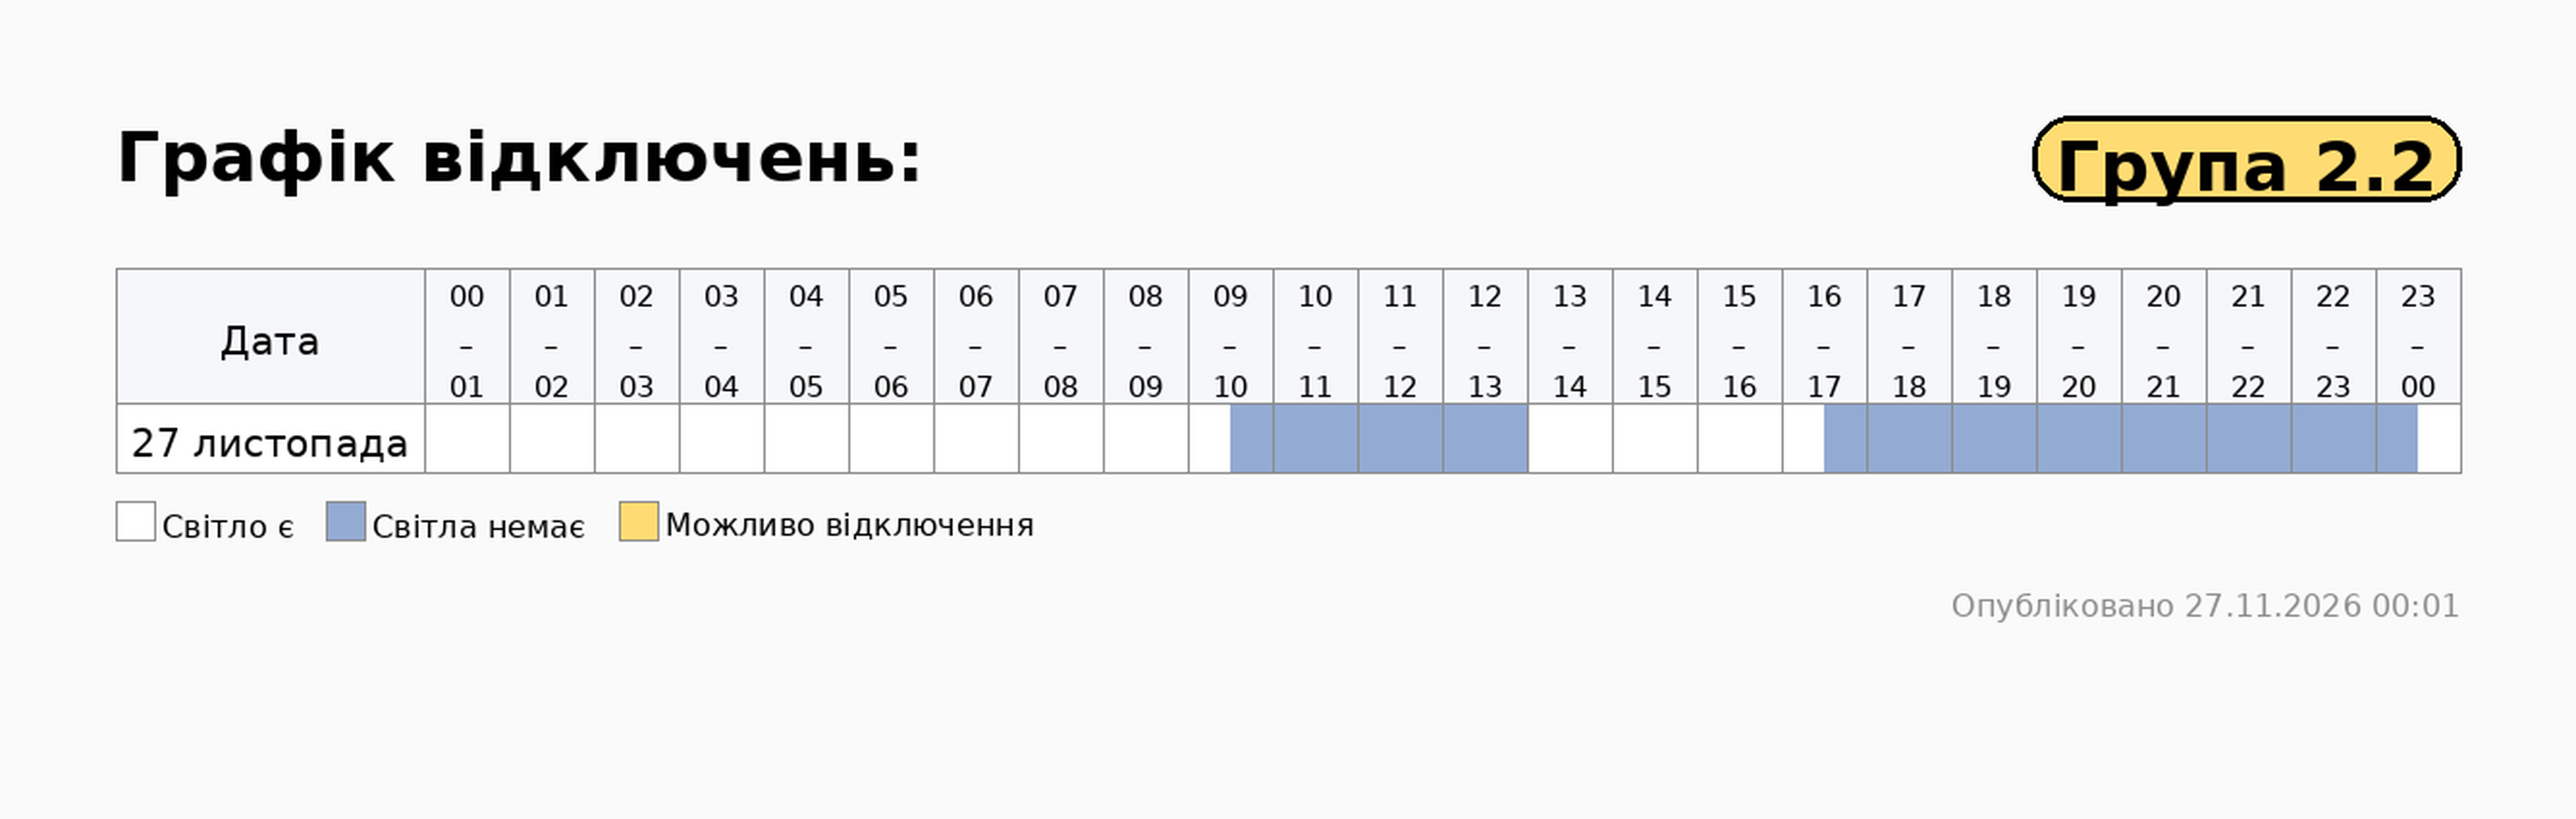 Графік відключень:
Група 2.2
Дата
00 – 01
01 – 02
02 – 03
03 – 04
04 – 05
05 – 06
06 – 07
07 – 08
08 – 09
09 – 10
10 – 11
11 – 12
12 – 13
13 – 14
14 – 15
15 – 16
16 – 17
17 – 18
18 – 19
19 – 20
20 – 21
21 – 22
22 – 23
23 – 00
27 листопада
Світло є
Світла немає
Можливо відключення
Опубліковано 27.11.2026 00:01